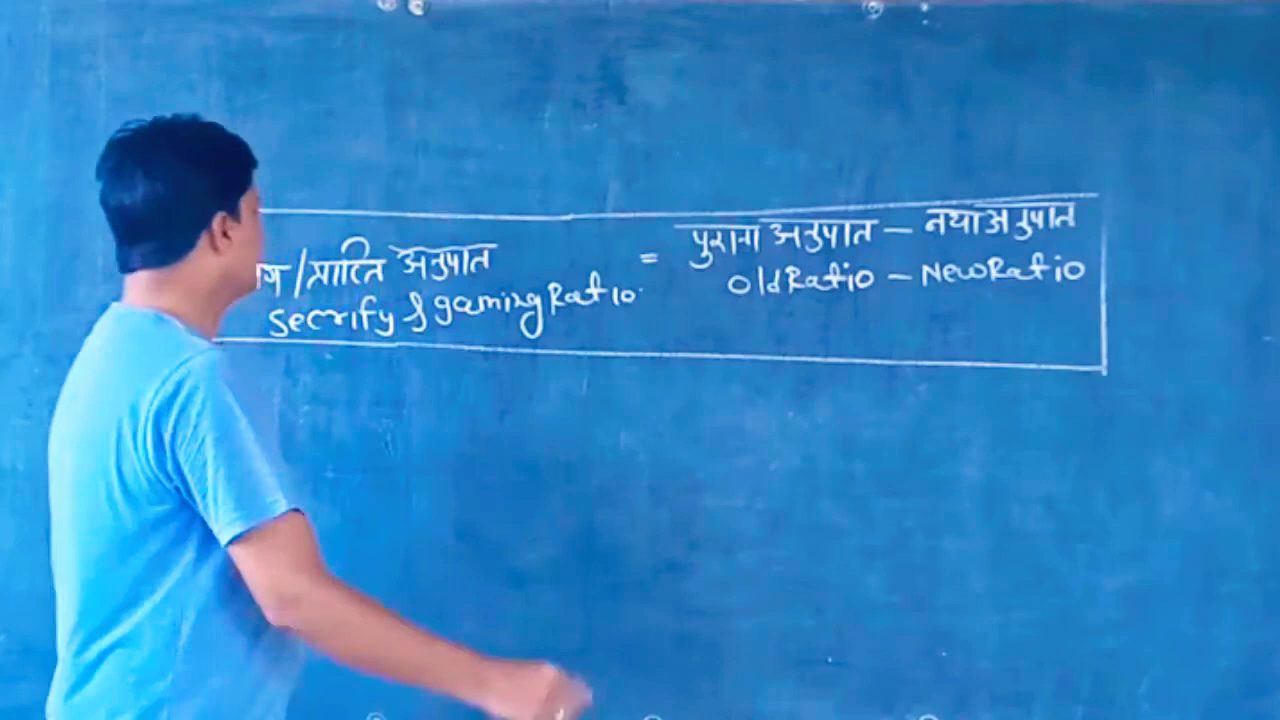 /प्राप्ति अनुपात = पुराना अनुपात – नया अनुपात
Secrify & gaming Ratio. Old Ratio – New Ratio